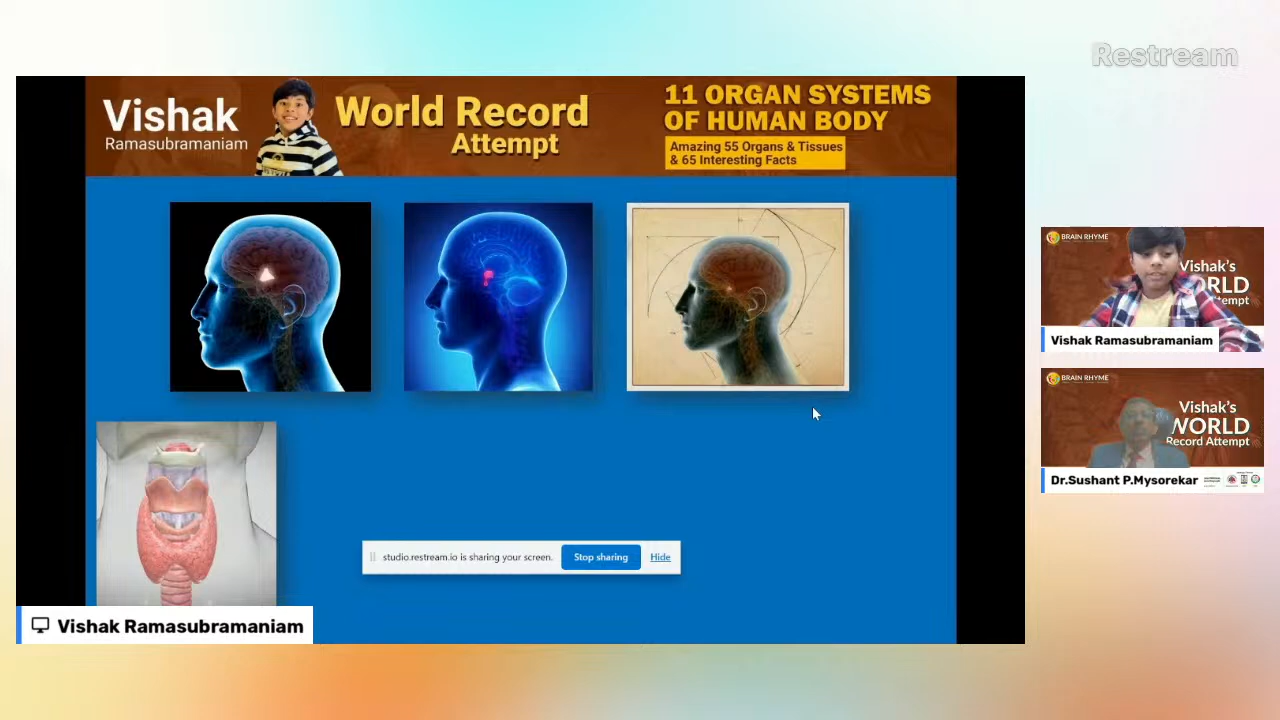 Restream
Vishak
Ramasubramaniam
World Record
Attempt
11 ORGAN SYSTEMS
OF HUMAN BODY
Amazing 55 Organs & Tissues
& 65 Interesting Facts
studio.restream.io is sharing your screen.
Stop sharing
Hide
Vishak Ramasubramaniam
BRAIN RHYME
Vishak's
ORLD
tempt
Vishak Ramasubramaniam
BRAIN RHYME
Vishak's
WORLD
Record Attempt
Dr.Sushant P.Mysorekar